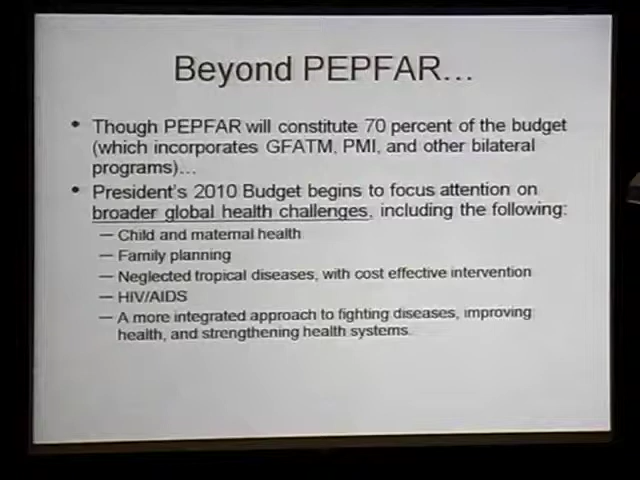 Beyond PEPFAR...
• Though PEPFAR will constitute 70 percent of the budget
(which incorporates GFATM, PMI, and other bilateral
programs)...
• President's 2010 Budget begins to focus attention on
broader global health challenges, including the following:
– Child and maternal health
– Family planning
– Neglected tropical diseases, with cost effective intervention
– HIV/AIDS
– A more integrated approach to fighting diseases, improving
health, and strengthening health systems.